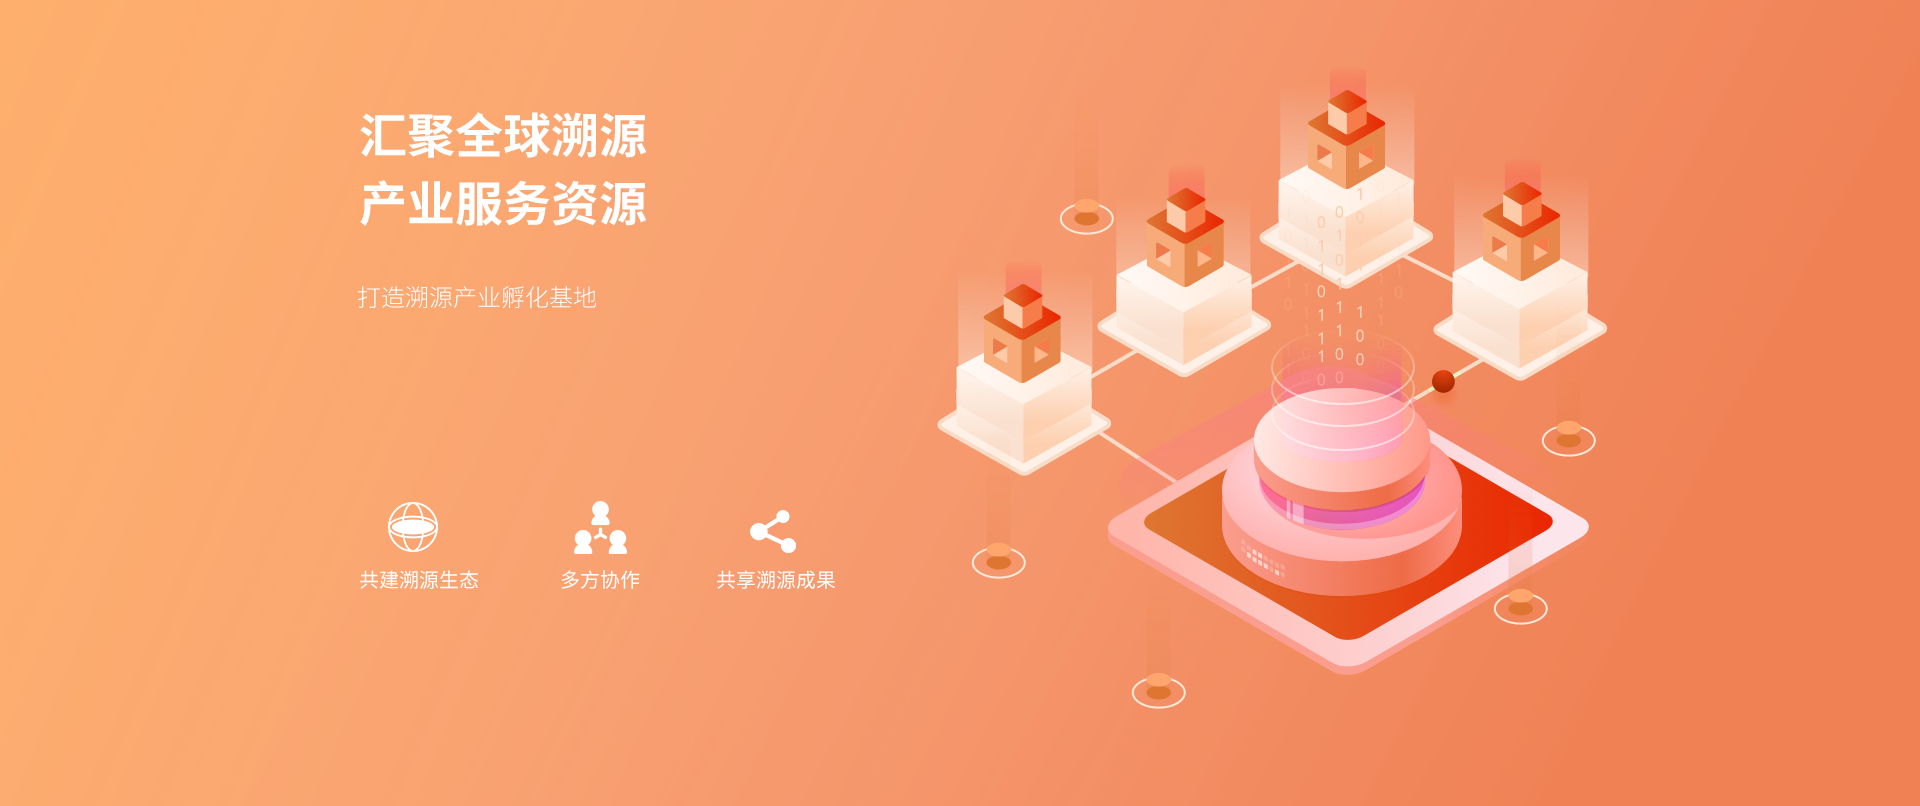 汇聚全球溯源
产业服务资源
打造溯源产业孵化基地
共建溯源生态
多方协作
共享溯源成果